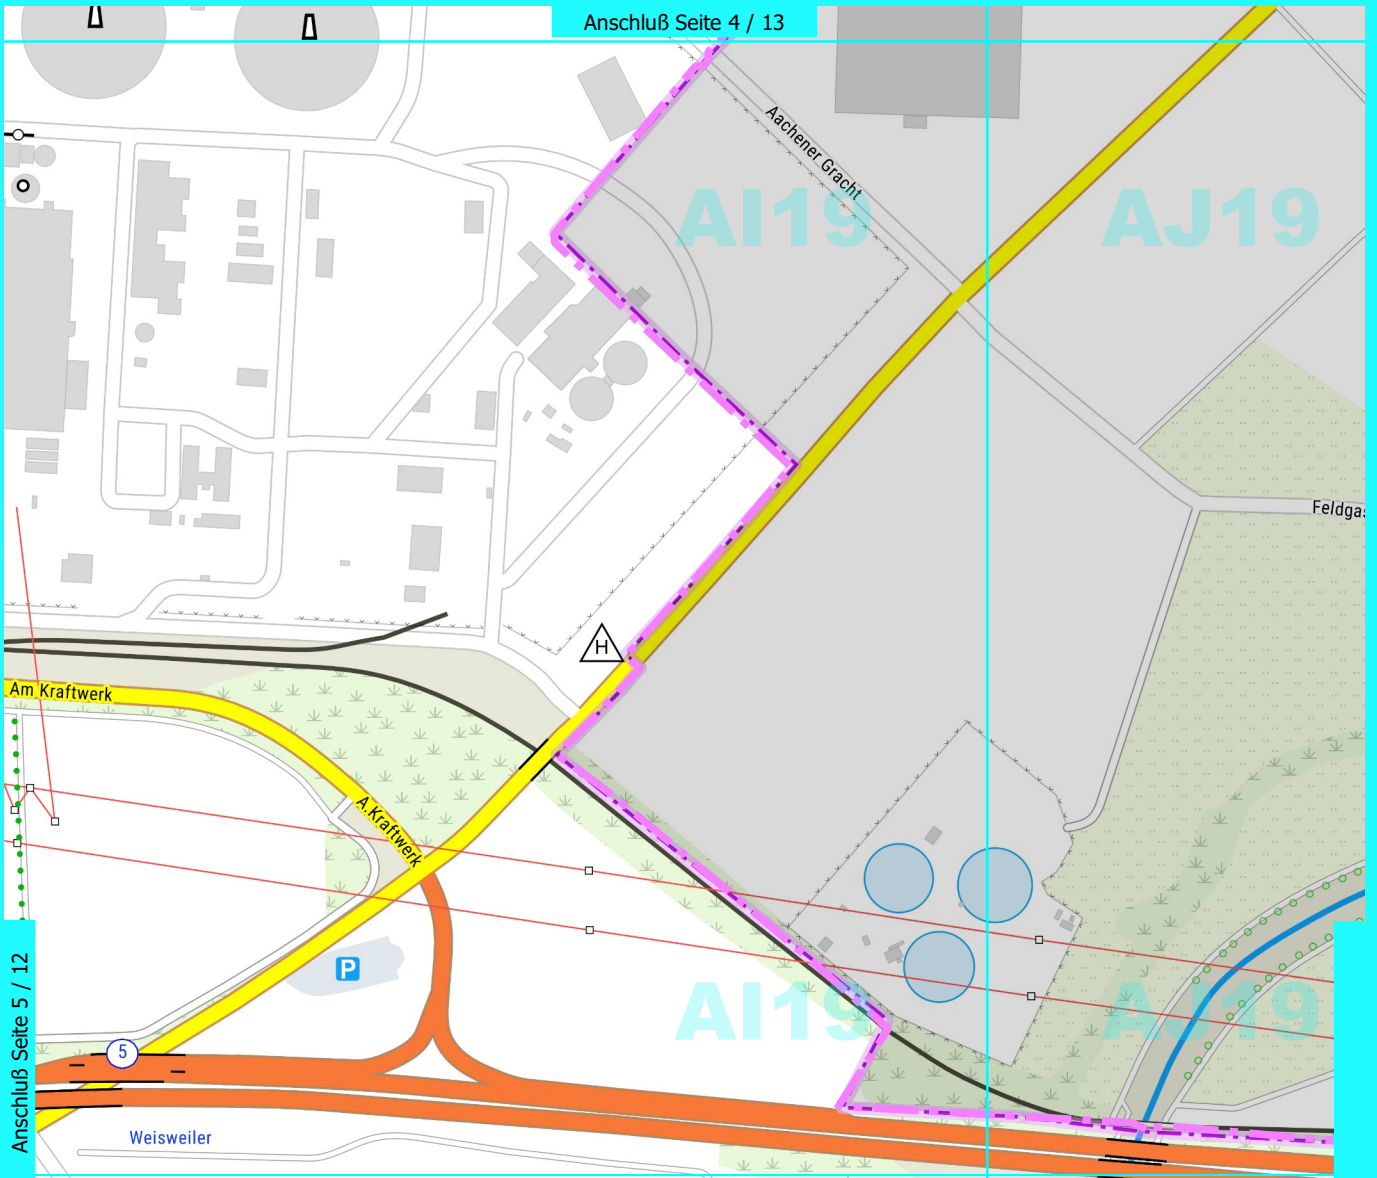 Anschluß Seite 4 / 13
Aachener Gracht
AI19
AJ19
Feldgas
H
Am Kraftwerk
A.Kraftwerk
P
AI19
AJ19
Anschluß Seite 5 / 12
5
Weisweiler